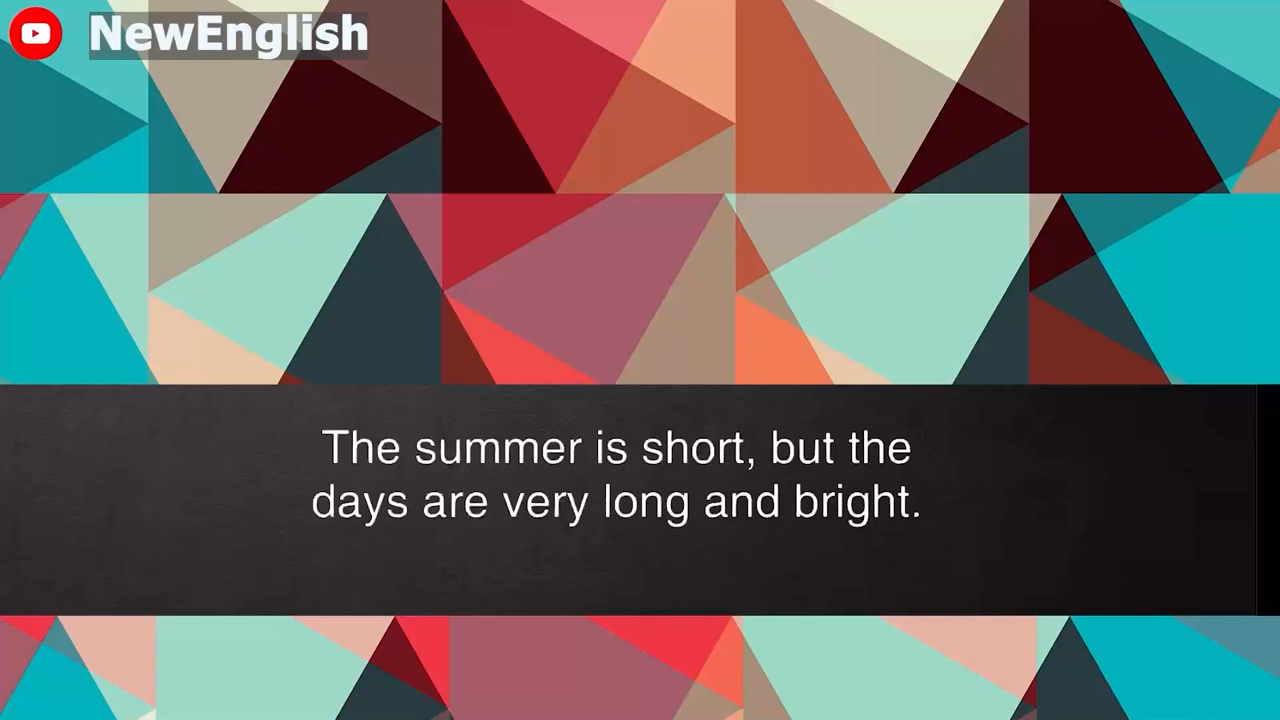 NewEnglish
The summer is short, but the
days are very long and bright.